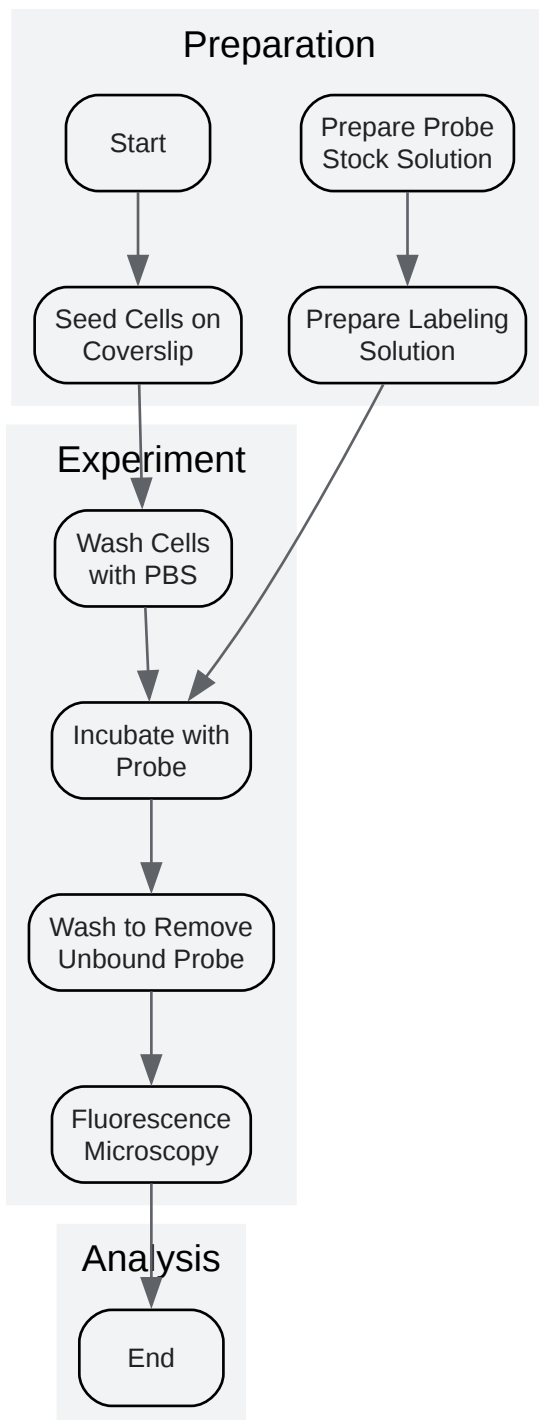 Preparation
Start
Prepare Probe
Stock Solution
Seed Cells on
Coverslip
Prepare Labeling
Solution
Experiment
Wash Cells
with PBS
Incubate with
Probe
Wash to Remove
Unbound Probe
Fluorescence
Microscopy
Analysis
End